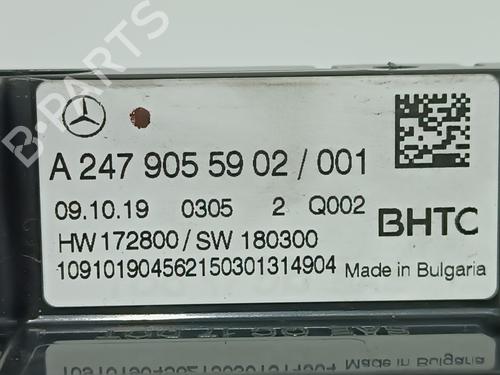 A 247 905 59 02 / 001
09.10.19 0305 2 Q002
BHTC
HW 172800 / SW 180300
109101904562150301314904 Made in Bulgaria
B-PARTS